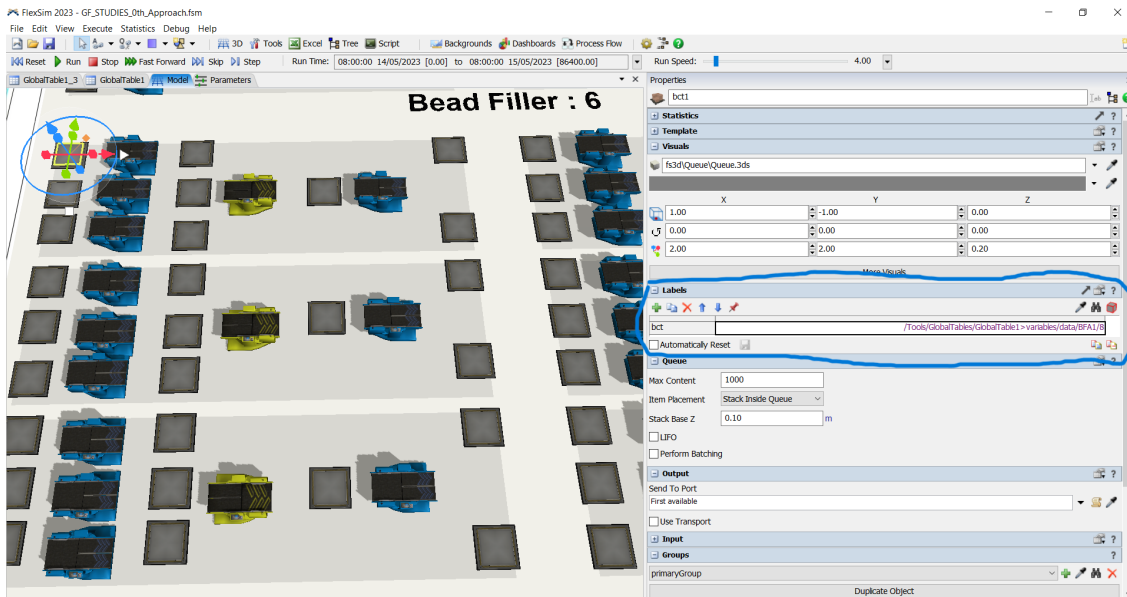 FlexSim 2023 - GF_STUDIES_0th_Approach.fsm
File Edit View Execute Statistics Debug Help
3D Tools Excel Tree Script Backgrounds Dashboards Process Flow
Reset Run Stop Fast Forward Skip Step Run Time: 08:00:00 14/05/2023 [0.00] to 08:00:00 15/05/2023 [86400.00] Run Speed: 4.00
GlobalTable1_3 GlobalTable1 Model Parameters
Bead Filler : 6
Properties
bct1
Statistics
Template
Visuals
fs3d\Queue\Queue.3ds
X Y Z
1.00 -1.00 0.00
0.00 0.00 0.00
2.00 2.00 0.20
More Visuals
Labels
bct /Tools/GlobalTables/GlobalTable1>variables/data/BFA1/B
Automatically Reset
Queue
Max Content 1000
Item Placement Stack Inside Queue
Stack Base Z 0.10 m
LIFO
Perform Batching
Output
Send To Port
First available
Use Transport
Input
Groups
primaryGroup
Duplicate Object